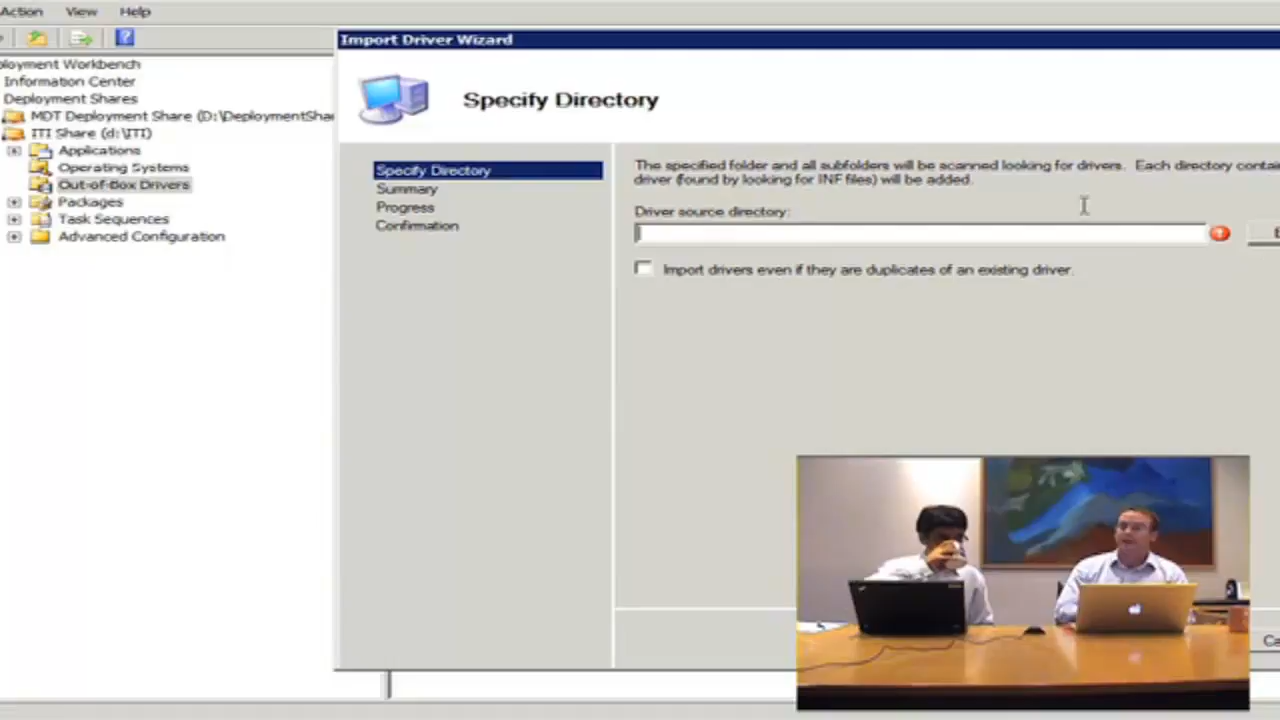 Action View Help
Import Driver Wizard
ployment Workbench
Information Center
Deployment Shares
MDT Deployment Share (D:\DeploymentShar
ITI Share (d:\ITI)
Applications
Operating Systems
Out-of-Box Drivers
Packages
Task Sequences
Advanced Configuration
Specify Directory
Specify Directory
Summary
Progress
Confirmation
The specified folder and all subfolders will be scanned looking for drivers. Each directory contai
driver (found by looking for INF files) will be added.
Driver source directory:
Import drivers even if they are duplicates of an existing driver.
Ca